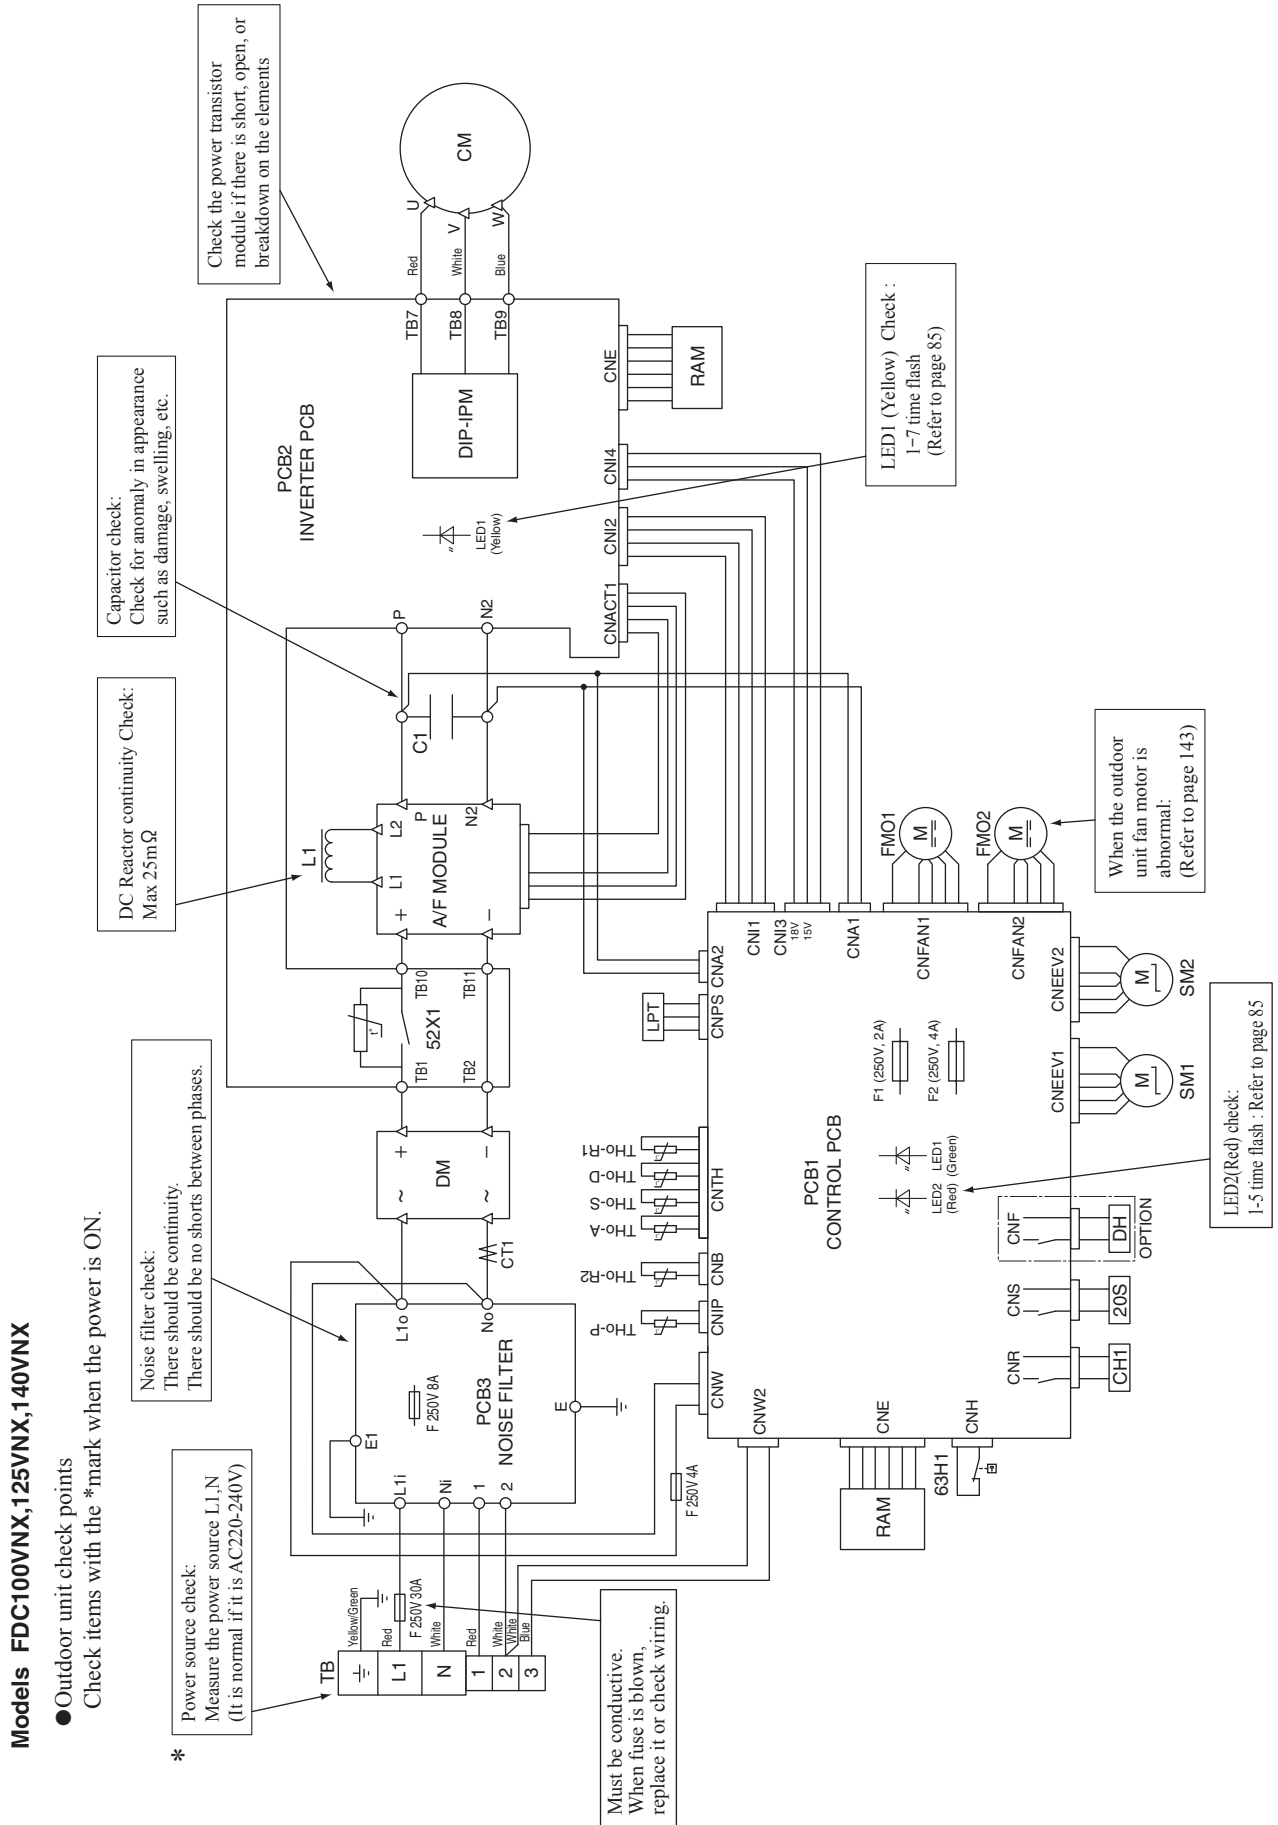 Models FDC100VNX,125VNX,140VNX
●Outdoor unit check points
Check items with the *mark when the power is ON.
*
Power source check:
Measure the power source L1,N
(It is normal if it is AC220-240V)
Noise filter check:
There should be continuity.
There should be no shorts between phases.
DC Reactor continuity Check:
Max 25mΩ
Capacitor check:
Check for anomaly in appearance
such as damage, swelling, etc.
Check the power transistor
module if there is short, open, or
breakdown on the elements
TB
L1
N
1
2
3
Yellow/Green
Red
F 250V 30A
White
Red
White
White
Blue
Must be conductive.
When fuse is blown,
replace it or check wiring.
E1
L1i
Ni
1
2
F 250V 8A
PCB3
NOISE FILTER
E
L1o
No
CT1
DM
~
~
+
−
TB1
TB2
t°
52X1
TB10
TB11
L1
L1
L2
+
−
A/F MODULE
P
N2
C1
P
N2
PCB2
INVERTER PCB
LED1
(Yellow)
DIP-IPM
TB7
TB8
TB9
Red
White
Blue
U
V
W
CM
CNACT1
CNI2
CNI4
CNE
RAM
LED1 (Yellow) Check :
1−7 time flash
(Refer to page 85)
F 250V 4A
THo-P
THo-R2
THo-A
THo-S
THo-D
THo-R1
LPT
CNW
CNIP
CNB
CNTH
CNPS
CNA2
CNW2
CNE
RAM
CNH
63H1
PCB1
CONTROL PCB
LED2
(Red)
LED1
(Green)
F1 (250V, 2A)
F2 (250V, 4A)
CNI1
CNI3
18V
15V
CNA1
CNFAN1
CNFAN2
FMO1
M
FMO2
M
When the outdoor
unit fan motor is
abnormal:
(Refer to page 143)
CNR
CH1
CNS
20S
CNF
DH
OPTION
CNEEV1
M
SM1
CNEEV2
M
SM2
LED2(Red) check:
1-5 time flash : Refer to page 85